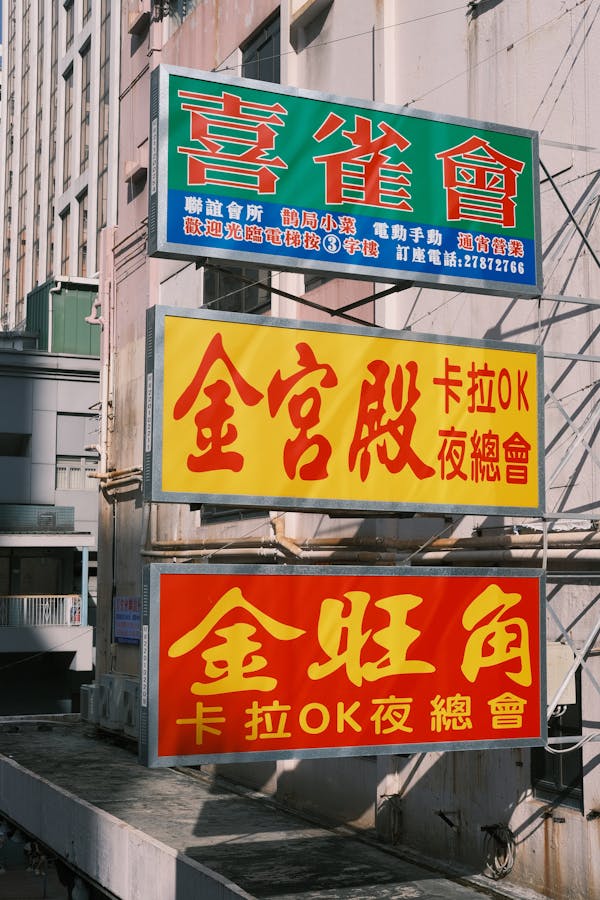 喜雀會
聯誼會所 鵲局小菜 電動手動 通宵營業
歡迎光臨電梯按③字樓 訂座電話:27872766
金宮殿
卡拉OK
夜總會
金旺角
卡拉OK夜總會